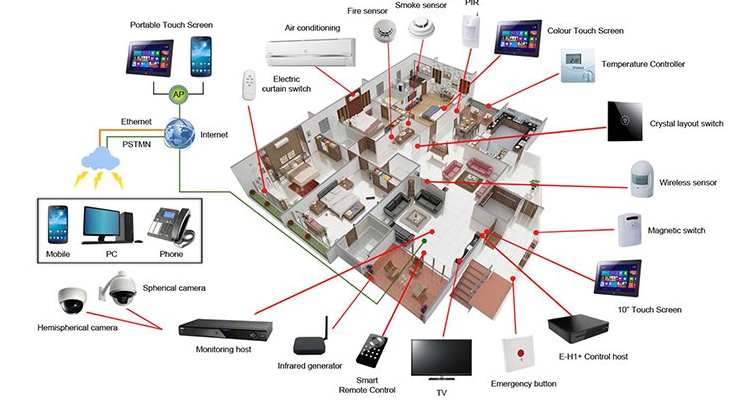 Smoke sensor
PIR
Fire sensor
Portable Touch Screen
Air conditioning
Colour Touch Screen
Temperature Controller
Electric
curtain switch
AP
Ethernet
Internet
PSTMN
Crystal layout switch
Wireless sensor
Magnetic switch
Mobile
PC
Phone
Spherical camera
10" Touch Screen
Hemispherical camera
Monitoring host
Infrared generator
Smart
Remote Control
TV
Emergency button
E-H1+ Control host